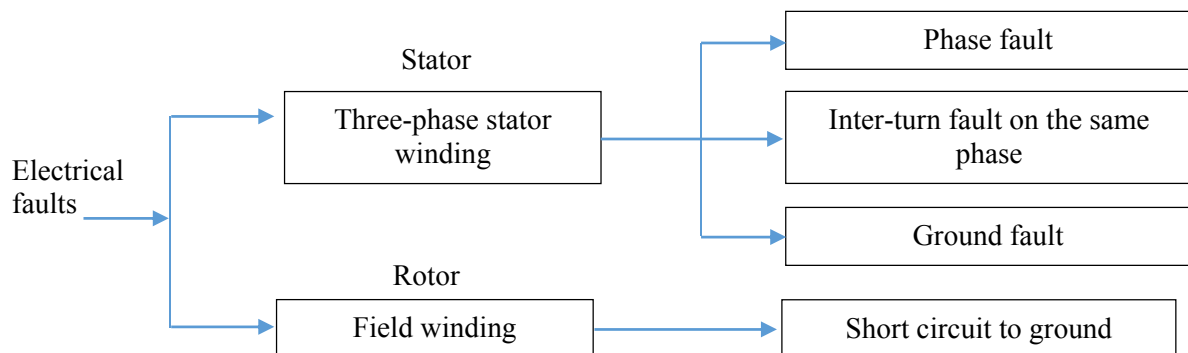 Phase fault
Stator
Three-phase stator
winding
Inter-turn fault on the same
phase
Electrical
faults
Ground fault
Rotor
Field winding
Short circuit to ground